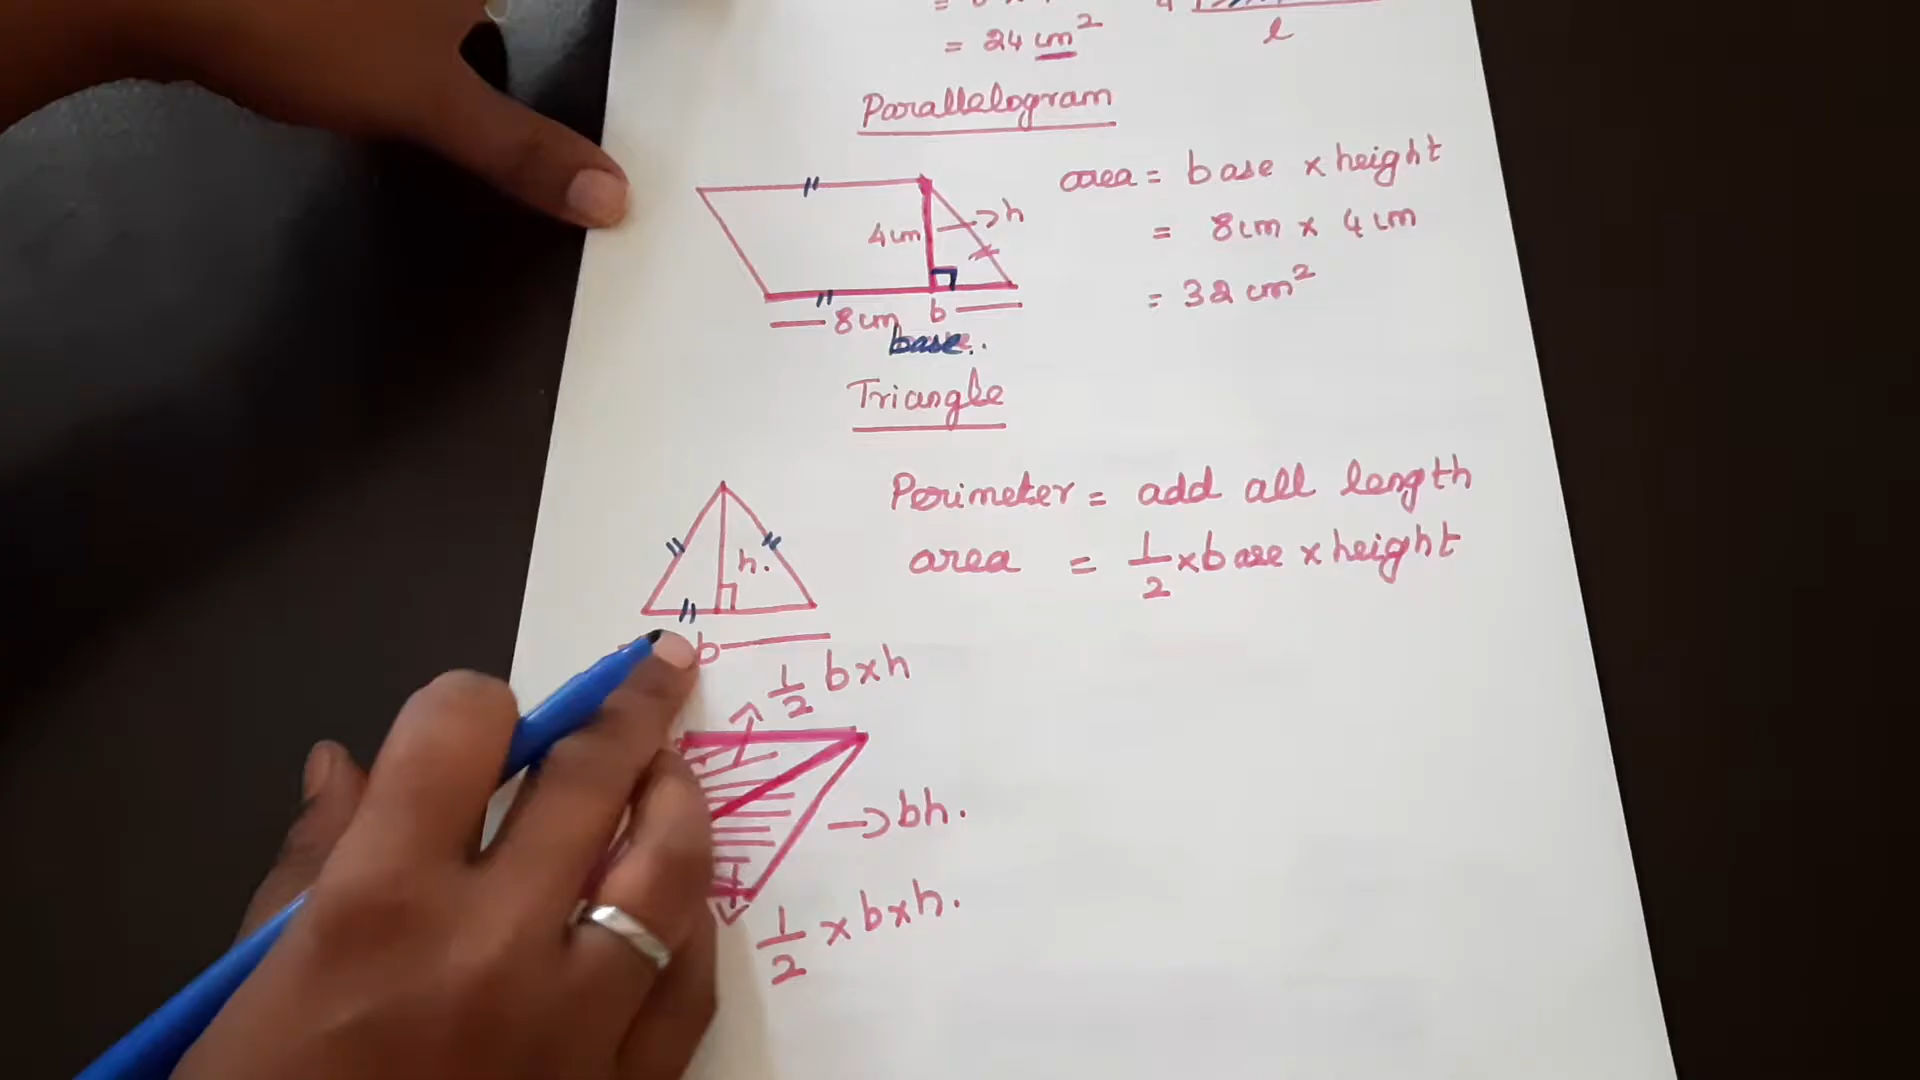 = 24 cm²
l
Parallelogram
area = base × height
= 8cm × 4cm
= 32 cm²
4cm
h
8cm b
base.
Triangle
Perimeter = add all length
area = 1/2 × base × height
h.
b
1/2 b×h
bh.
1/2 × b×h.